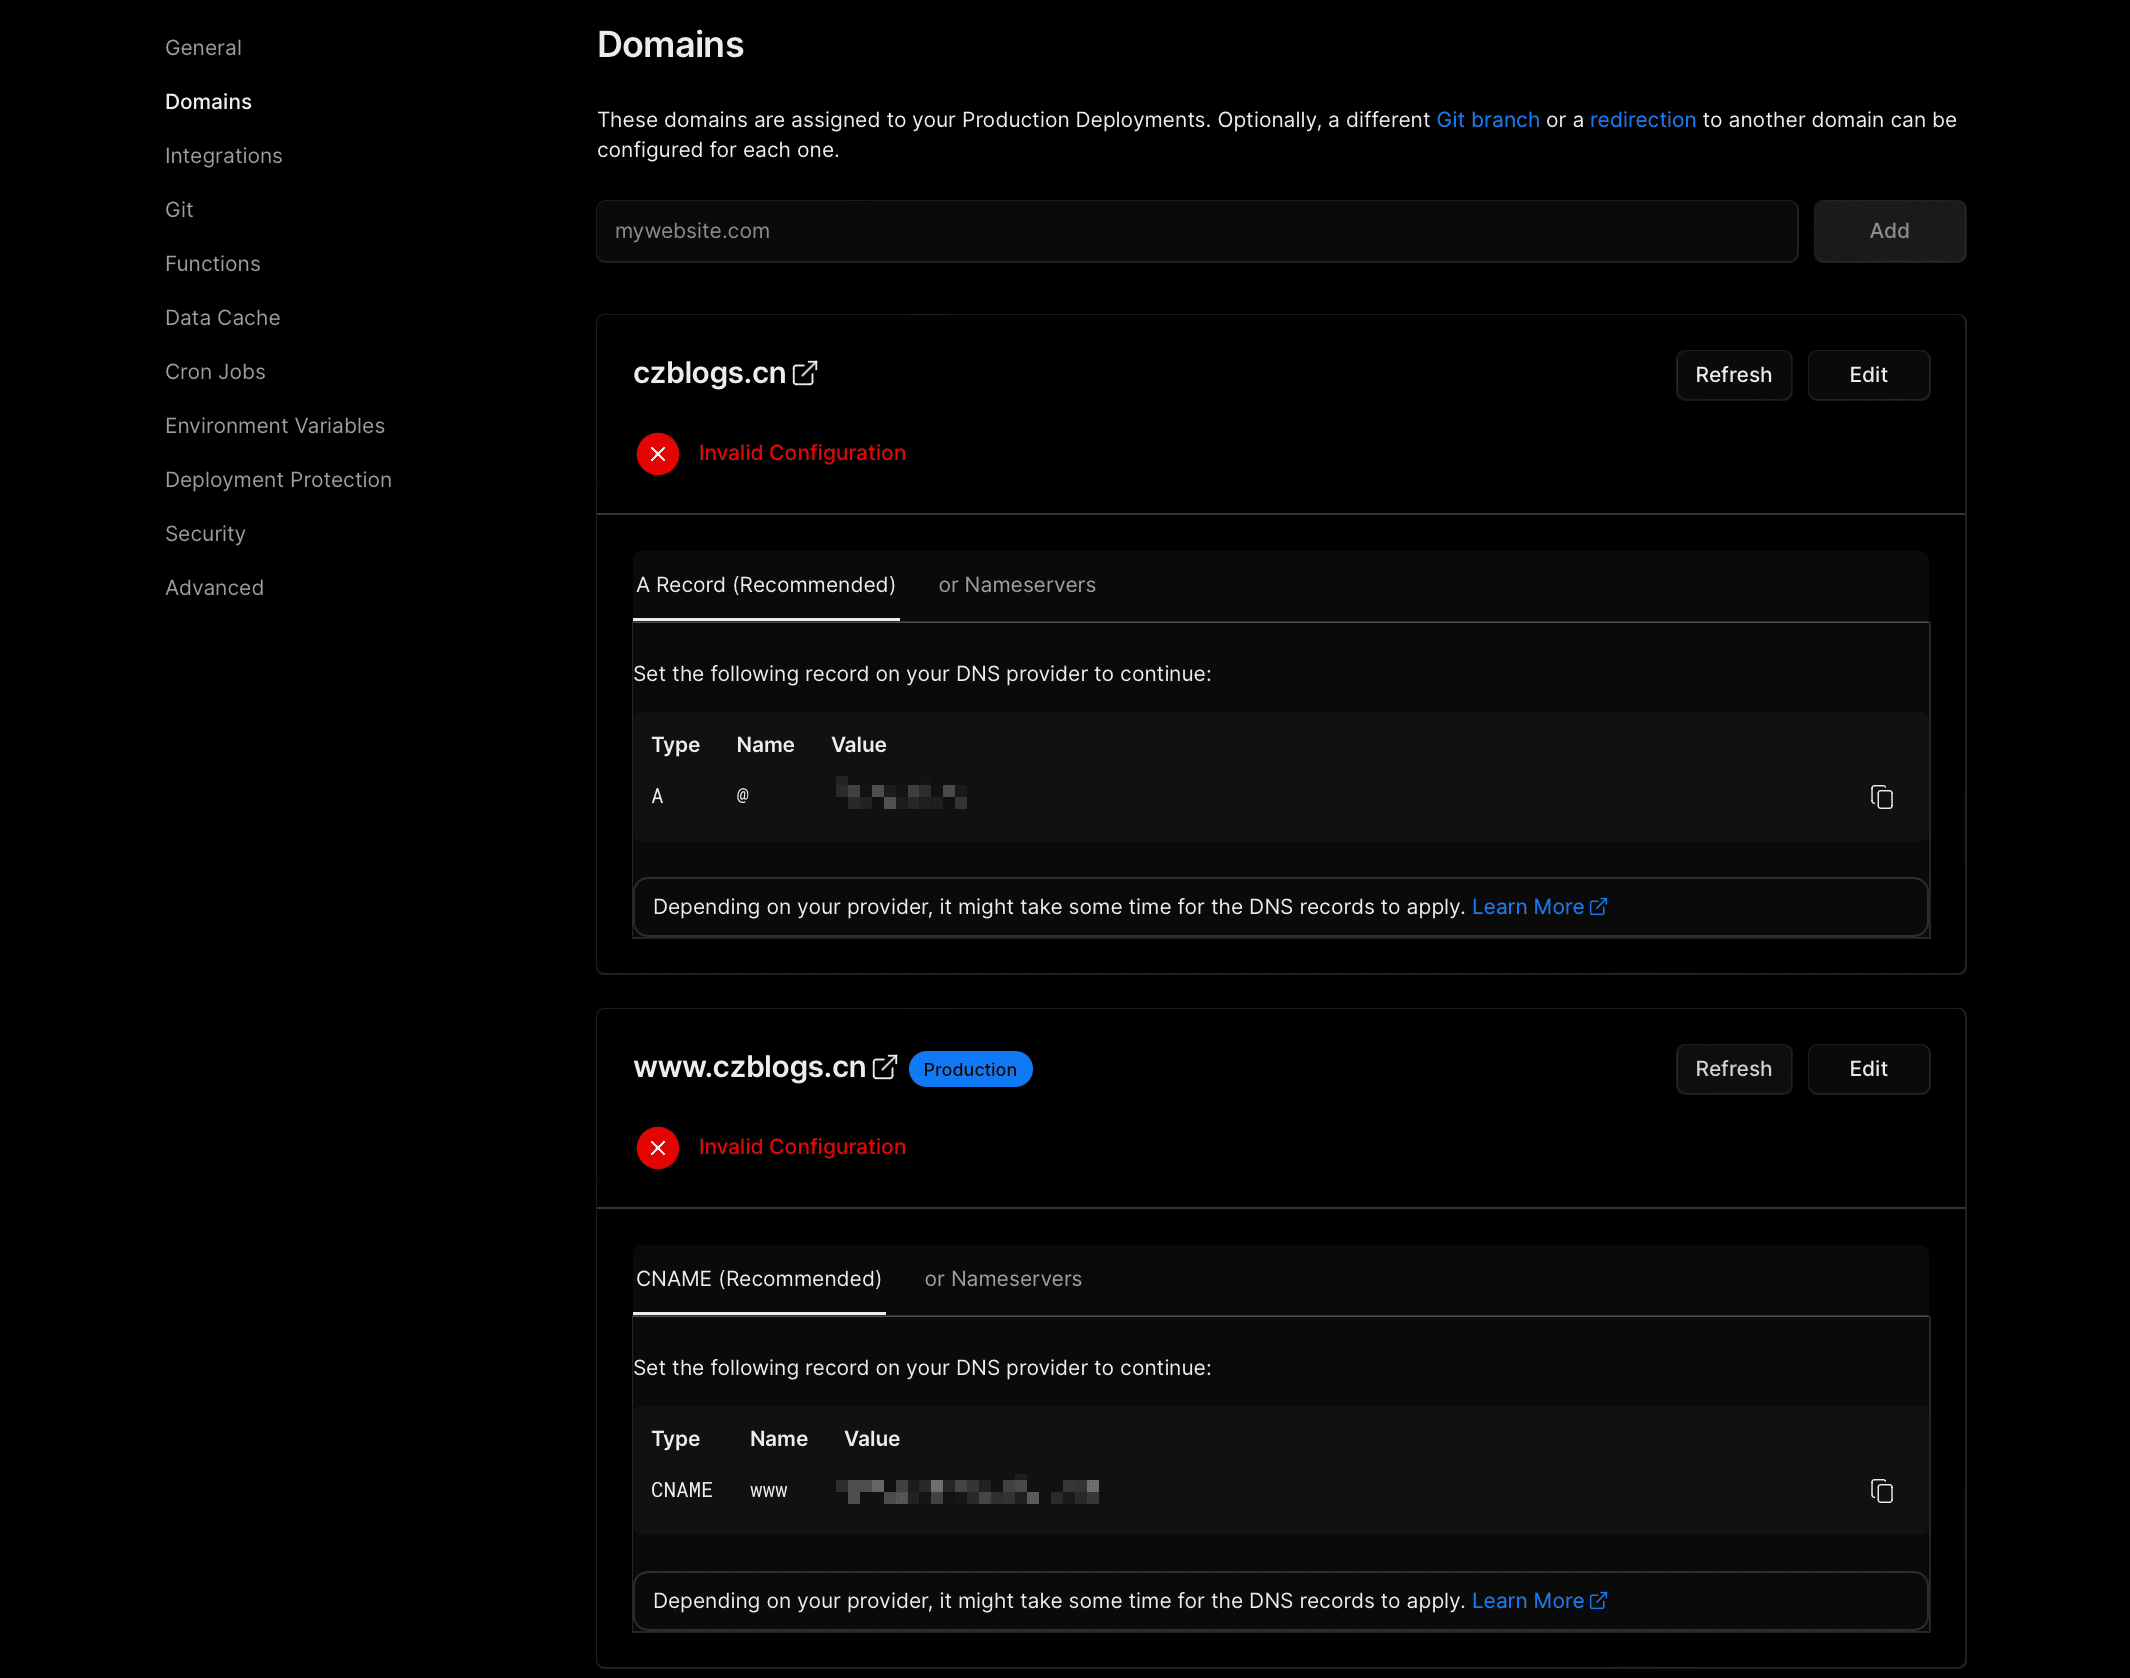 General
Domains
Integrations
Git
Functions
Data Cache
Cron Jobs
Environment Variables
Deployment Protection
Security
Advanced
Domains
These domains are assigned to your Production Deployments. Optionally, a different Git branch or a redirection to another domain can be
configured for each one.
mywebsite.com
Add
czblogs.cn
Refresh
Edit
Invalid Configuration
A Record (Recommended)
or Nameservers
Set the following record on your DNS provider to continue:
Type Name Value
A @
Depending on your provider, it might take some time for the DNS records to apply. Learn More
www.czblogs.cn
Production
Refresh
Edit
Invalid Configuration
CNAME (Recommended)
or Nameservers
Set the following record on your DNS provider to continue:
Type Name Value
CNAME www
Depending on your provider, it might take some time for the DNS records to apply. Learn More